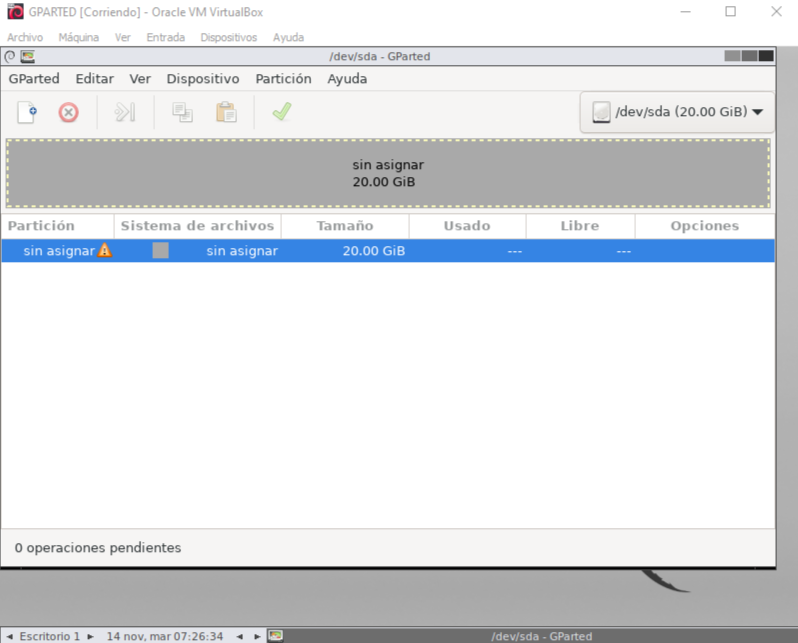 GPARTED [Corriendo] - Oracle VM VirtualBox
Archivo Máquina Ver Entrada Dispositivos Ayuda
/dev/sda - GParted
GParted Editar Ver Dispositivo Partición Ayuda
/dev/sda (20.00 GiB)
sin asignar
20.00 GiB
Partición Sistema de archivos Tamaño Usado Libre Opciones
sin asignar sin asignar 20.00 GiB --- ---
0 operaciones pendientes
Escritorio 1 14 nov, mar 07:26:34 /dev/sda - GParted